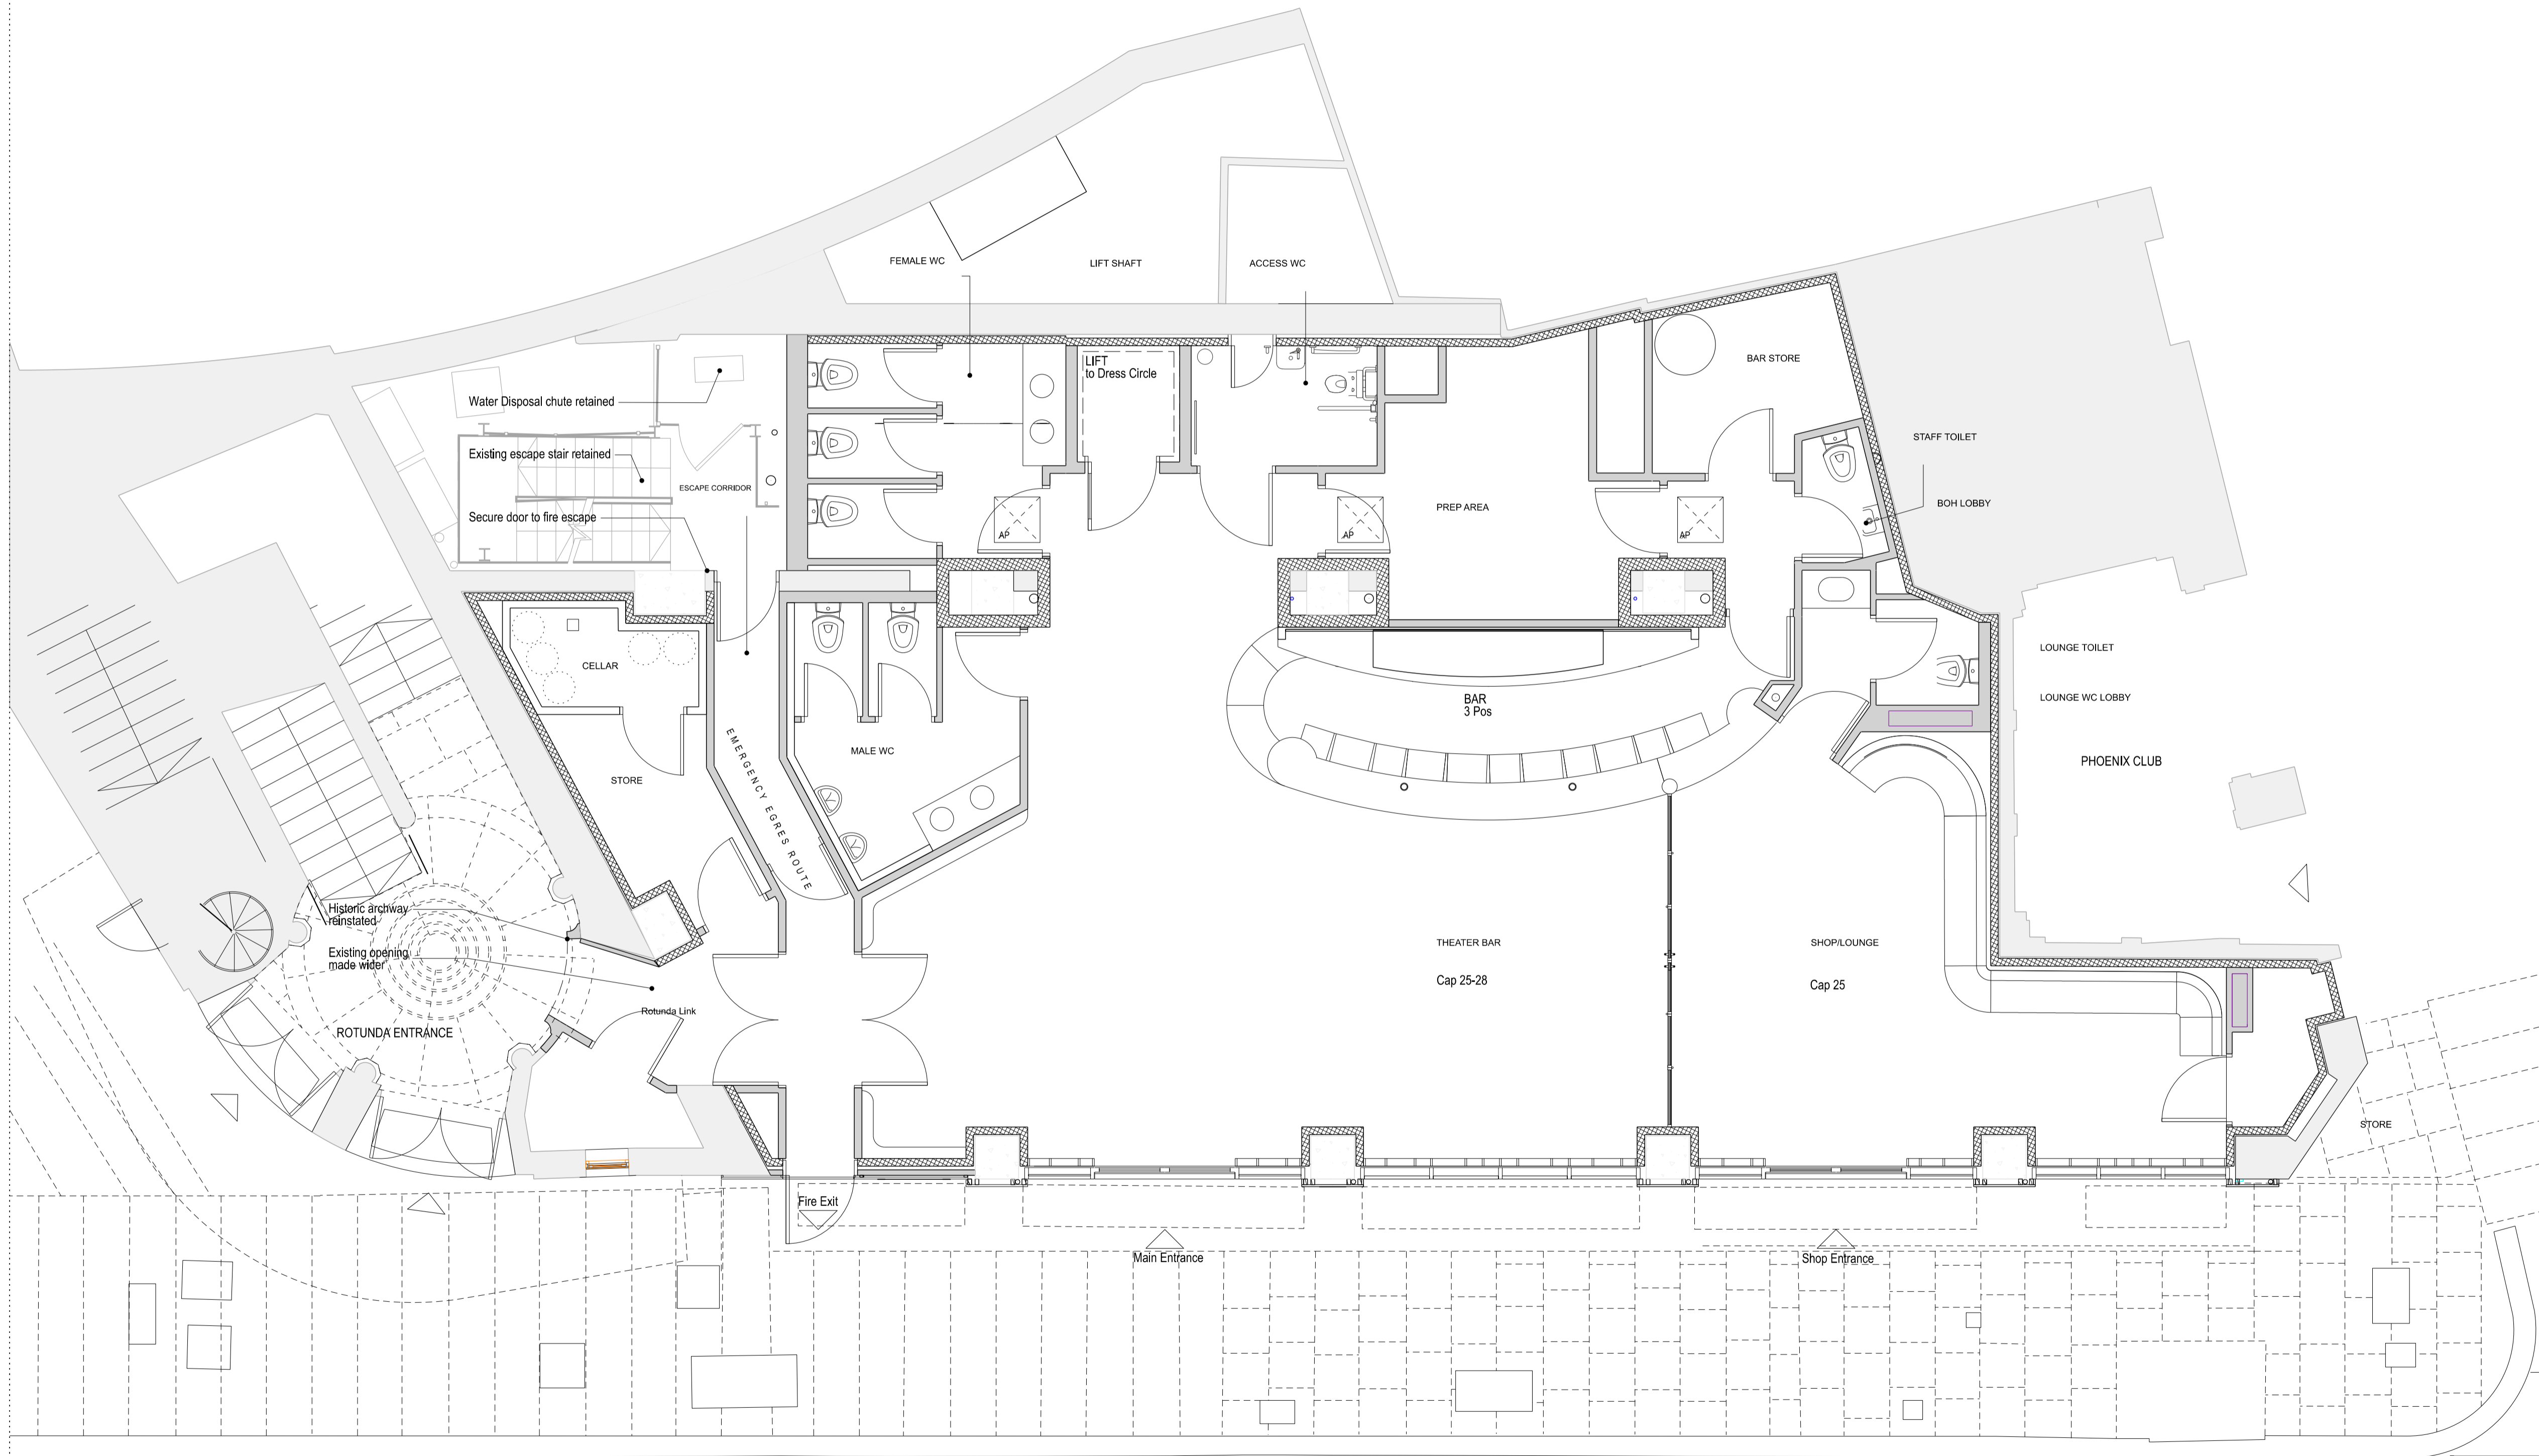 FEMALE WC
LIFT SHAFT
ACCESS WC
LIFT
to Dress Circle
BAR STORE
Water Disposal chute retained
STAFF TOILET
Existing escape stair retained
ESCAPE CORRIDOR
BOH LOBBY
PREP AREA
Secure door to fire escape
AP
AP
AP
LOUNGE TOILET
CELLAR
LOUNGE WC LOBBY
BAR
3 Pos
MALE WC
PHOENIX CLUB
STORE
EMERGENCY EGRES ROUTE
Historic archway
reinstated
THEATER BAR
SHOP/LOUNGE
Existing opening
made wider
Cap 25-28
Cap 25
Rotunda Link
ROTUNDA ENTRANCE
STORE
Fire Exit
Main Entrance
Shop Entrance